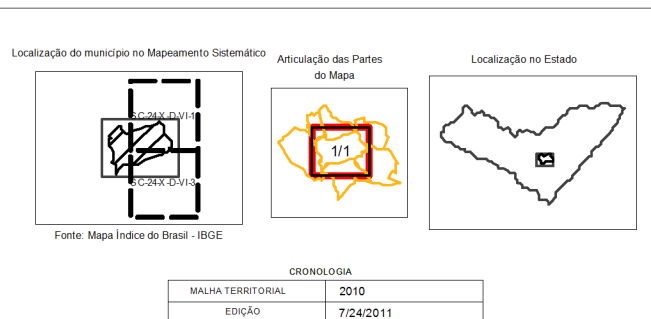 Localização do município no Mapeamento Sistemático
Articulação das Partes
do Mapa
Localização no Estado
SC-24-X-D-VI-1
SC-24-X-D-VI-3
1/1
Fonte: Mapa Índice do Brasil - IBGE
CRONOLOGIA
MALHA TERRITORIAL 2010
EDIÇÃO 7/24/2011